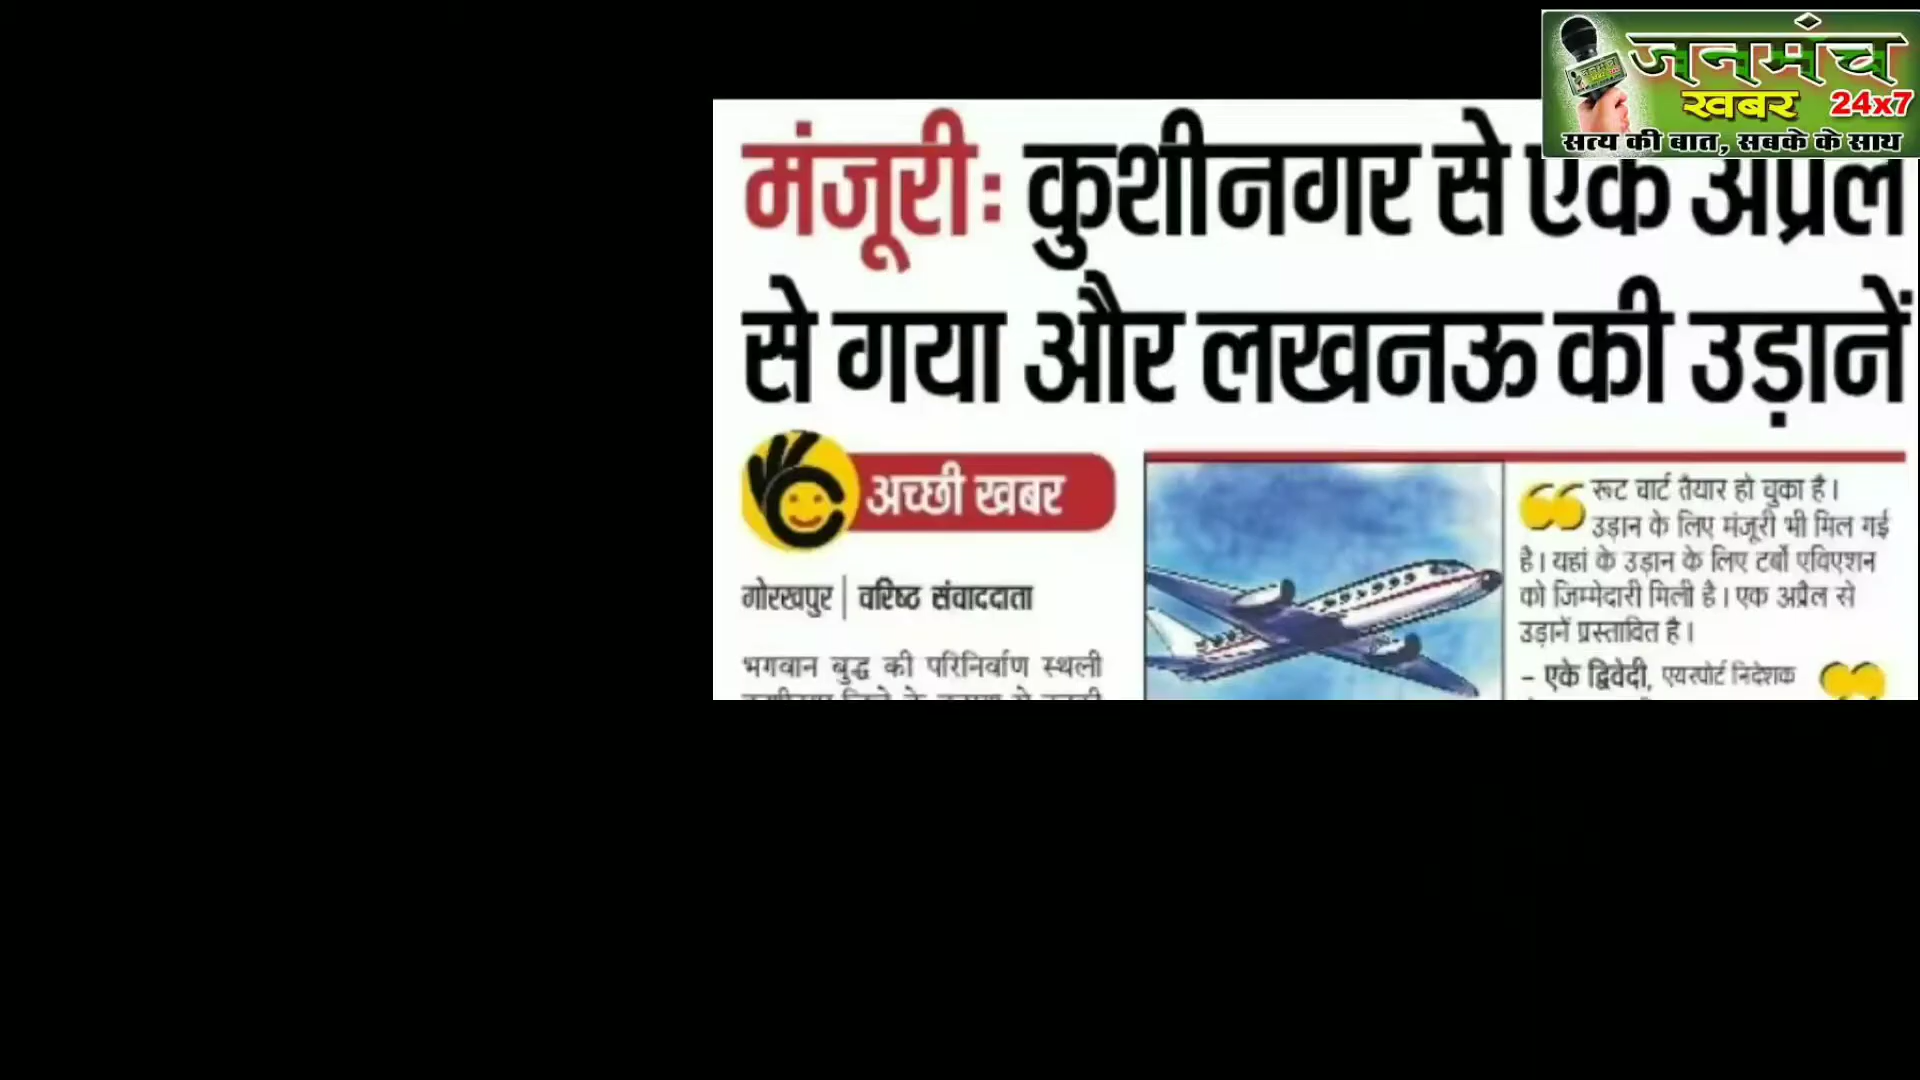 जनमंच
खबर 24x7
सत्य की बात, सबके के साथ
मंजूरी: कुशीनगर से एक अप्रैल
से गया और लखनऊ की उड़ानें
अच्छी खबर
गोरखपुर | वरिष्ठ संवाददाता
भगवान बुद्ध की परिनिर्वाण स्थली
रूट चार्ट तैयार हो चुका है।
उड़ान के लिए मंजूरी भी मिल गई
है। यहां के उड़ान के लिए टर्बो एविएशन
को जिम्मेदारी मिली है। एक अप्रैल से
उड़ानें प्रस्तावित है।
- एके द्विवेदी, एयरपोर्ट निदेशक